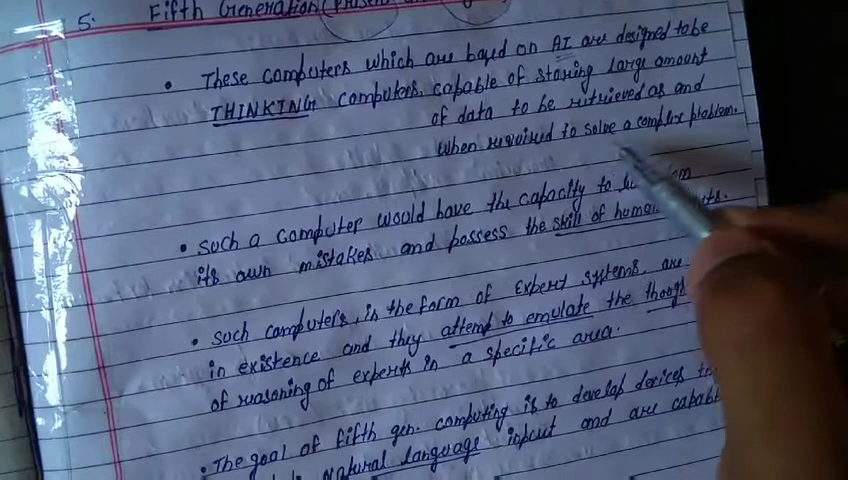 5. Fifth Generation (Present and
• These computers which are based on AI are designed to be
THINKING computers, capable of storing large amount
of data to be retrieved as and
when required to solve a complex problem.
• Such a computer would have the capacity to
its own mistakes and possess the skill of human
• Such computers, in the form of Expert systems, are
in existence and they attempt to emulate the
of reasoning of experts in a specific area.
• The goal of fifth gen. computing is to develop devices
Natural language input and are